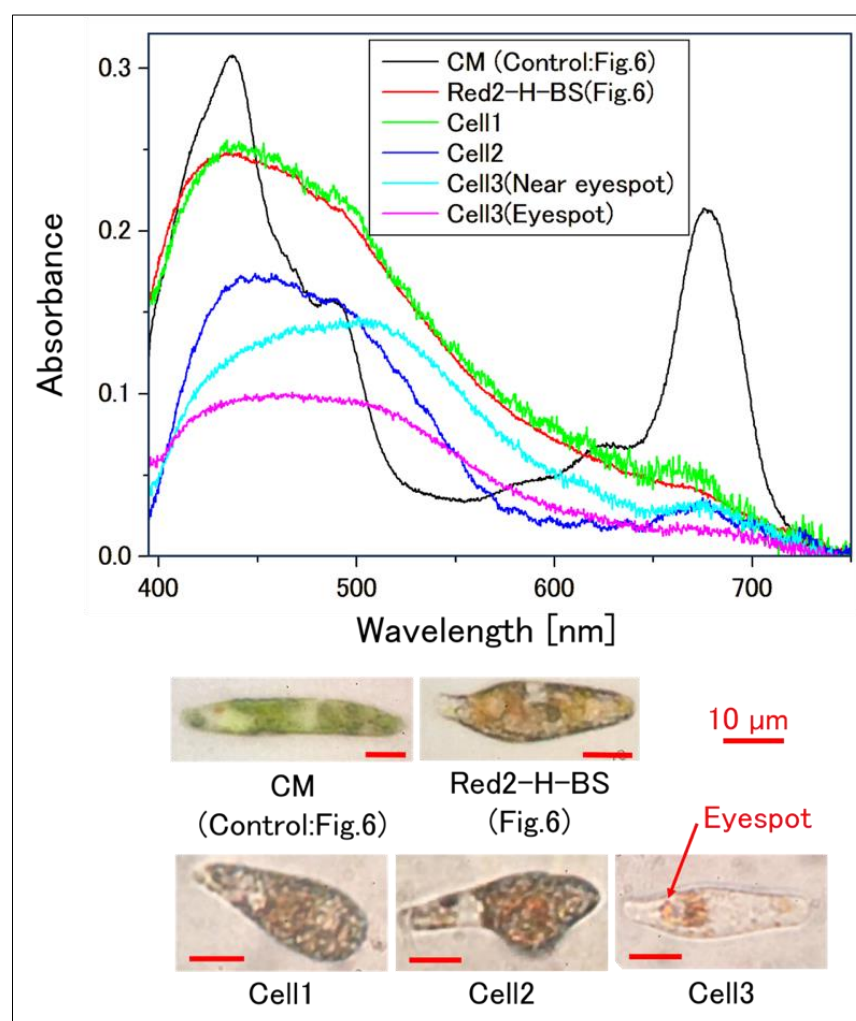 0.3
0.2
0.1
0.0
Absorbance
CM (Control:Fig.6)
Red2-H-BS(Fig.6)
Cell1
Cell2
Cell3(Near eyespot)
Cell3(Eyespot)
400 500 600 700
Wavelength [nm]
10 μm
CM
(Control:Fig.6)
Red2-H-BS
(Fig.6)
Eyespot
Cell1
Cell2
Cell3